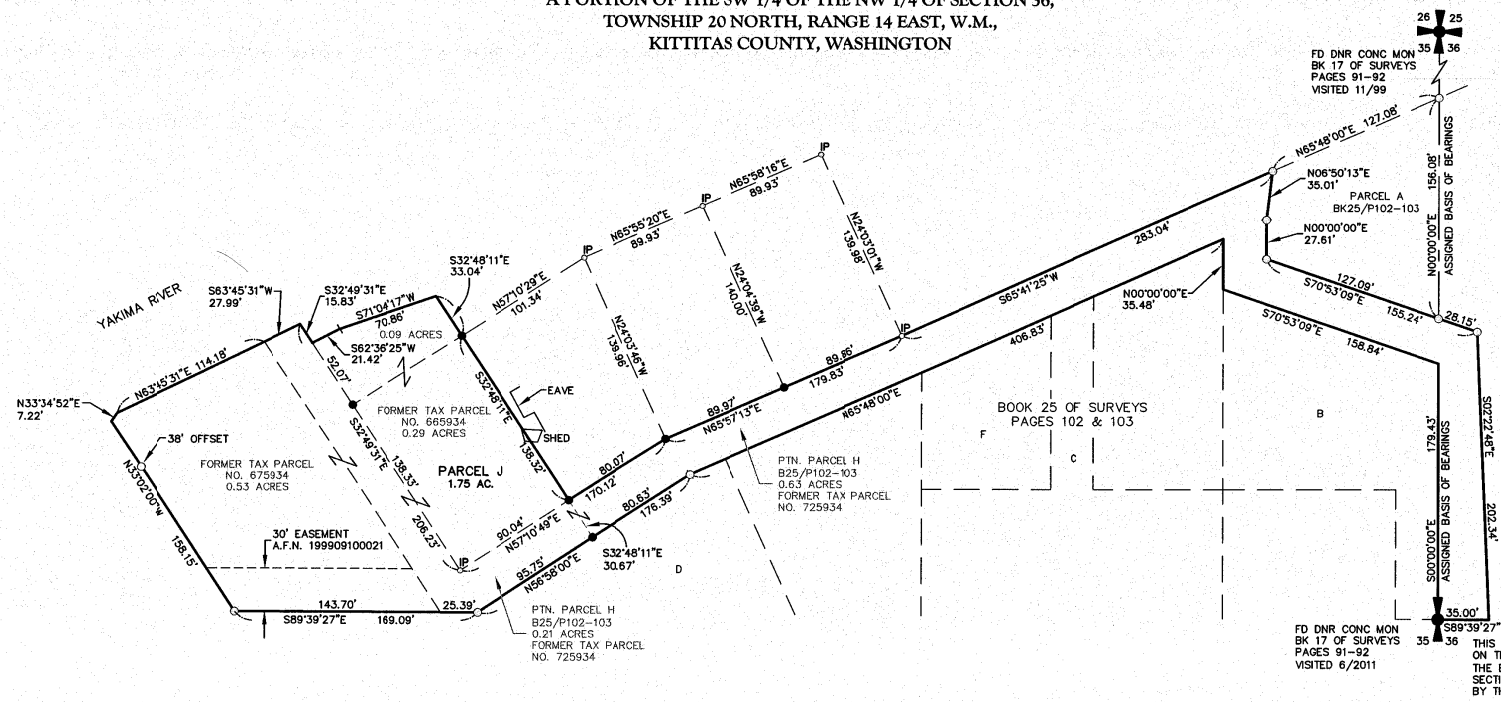 A PORTION OF THE SW 1/4 OF THE NW 1/4 OF SECTION 36,
TOWNSHIP 20 NORTH, RANGE 14 EAST, W.M.,
KITTITAS COUNTY, WASHINGTON
26 25
35 36
FD DNR CONC MON
BK 17 OF SURVEYS
PAGES 91-92
VISITED 11/99
N65°48'00"E 127.08'
N06°50'13"E
35.01'
PARCEL A
BK25/P102-103
N00°00'00"E
27.61'
N00°00'00"E 156.08'
ASSIGNED BASIS OF BEARINGS
127.09'
S70°53'09"E
155.24'
28.15'
IP
N65°58'16"E
89.93'
IP
N65°55'20"E
89.93'
IP
N24°03'01"W
139.98'
N24°04'39"W
140.00'
N24°03'46"W
139.96'
N57°10'29"E
101.34'
S32°48'11"E
33.04'
283.04'
S65°41'25"W
N00°00'00"E
35.48'
S70°53'09"E
158.84'
IP
406.83'
N65°48'00"E
89.86'
179.83'
89.97'
N65°57'13"E
YAKIMA RIVER
S63°45'31"W
27.99'
S32°49'31"E
15.83'
S71°04'17"W
70.86'
0.09 ACRES
S62°36'25"W
21.42'
N63°45'31"E 114.18'
N33°34'52"E
7.22'
52.07'
38' OFFSET
FORMER TAX PARCEL
NO. 665934
0.29 ACRES
S32°48'11"E
138.32'
EAVE
SHED
FORMER TAX PARCEL
NO. 675934
0.53 ACRES
PARCEL J
1.75 AC.
S32°49'31"E
138.33'
206.23'
N33°02'00"W
158.15'
80.07'
170.12'
90.04'
N57°10'49"E
80.63'
176.39'
S32°48'11"E
30.67'
95.75'
N56°58'00"E
IP
30' EASEMENT
A.F.N. 199909100021
143.70'
25.39'
S89°39'27"E
169.09'
PTN. PARCEL H
B25/P102-103
0.63 ACRES
FORMER TAX PARCEL
NO. 725934
PTN. PARCEL H
B25/P102-103
0.21 ACRES
FORMER TAX PARCEL
NO. 725934
BOOK 25 OF SURVEYS
PAGES 102 & 103
B
F
C
D
179.43'
S00°00'00"E
ASSIGNED BASIS OF BEARINGS
S02°22'48"E
202.34'
35.00'
S89°39'27"
FD DNR CONC MON
BK 17 OF SURVEYS
PAGES 91-92
VISITED 6/2011
35 36
THIS
ON
THE
BY